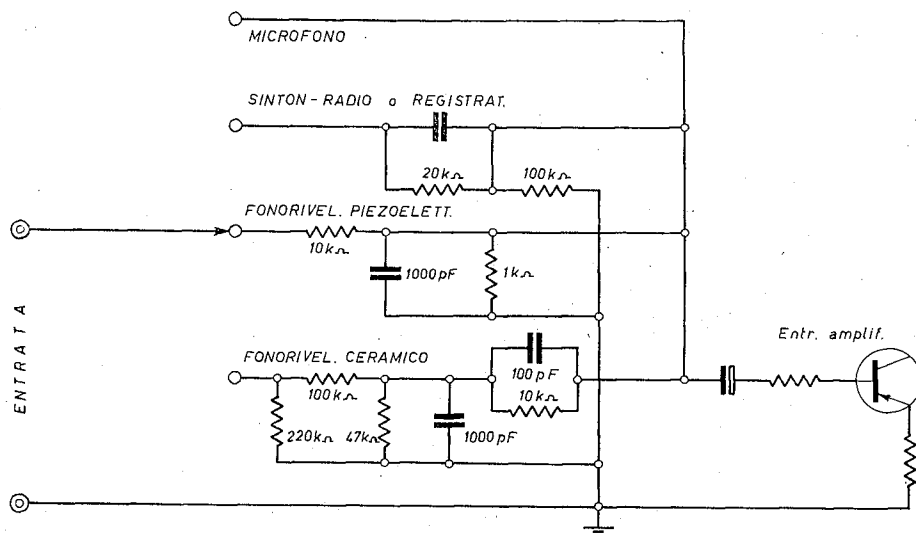 MICROFONO
SINTON-RADIO o REGISTRAT.
20kΩ
100kΩ
FONORIVEL. PIEZOELETT.
10kΩ
1000pF
1kΩ
ENTRATA
Entr. amplif.
FONORIVEL. CERAMICO
100pF
100kΩ
10kΩ
220kΩ
47kΩ
1000pF